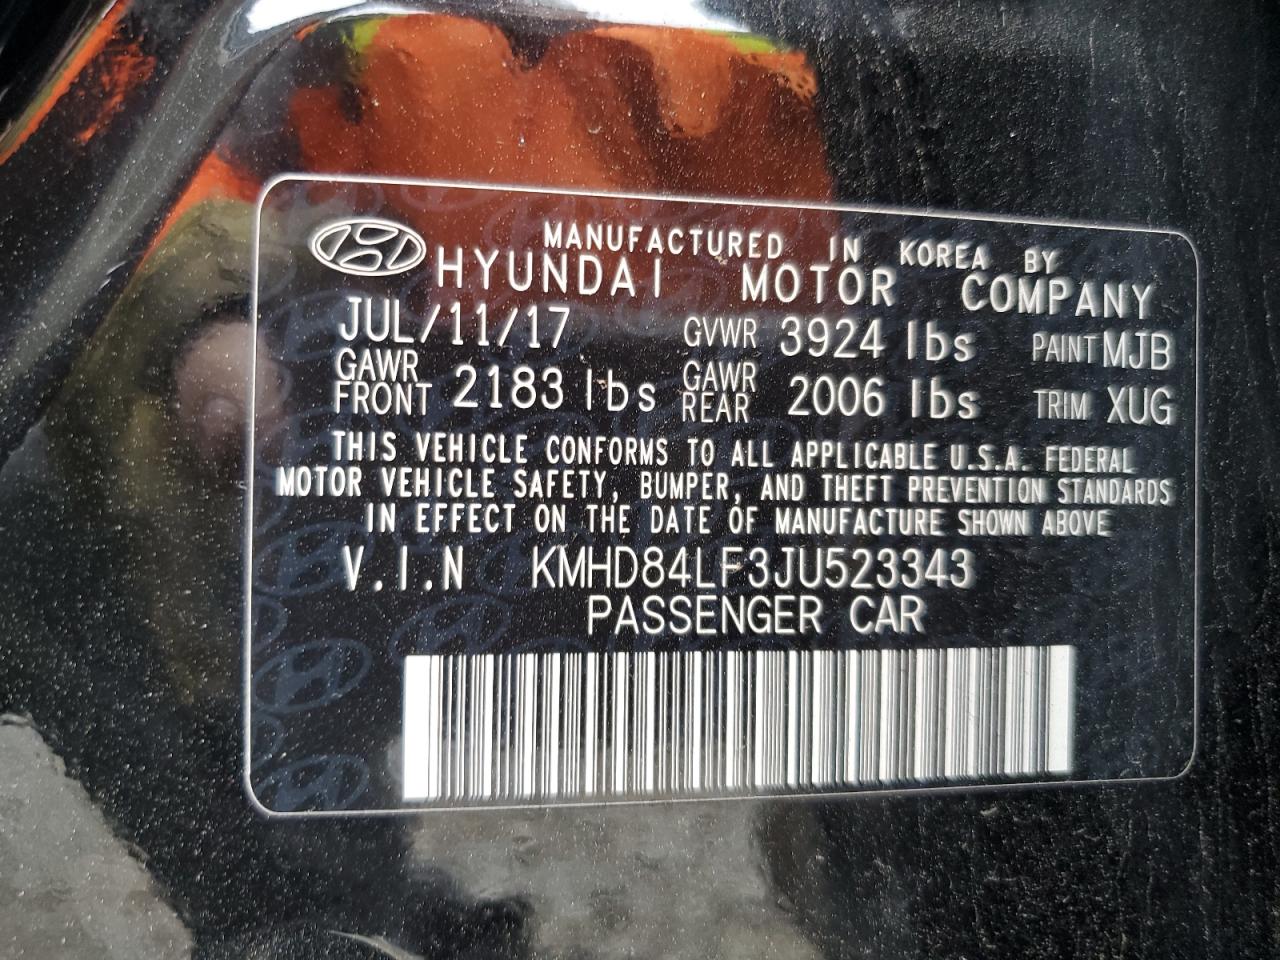 MANUFACTURED IN KOREA BY
HYUNDAI MOTOR COMPANY
JUL/11/17 GVWR 3924 lbs PAINT MJB
GAWR FRONT 2183 lbs GAWR REAR 2006 lbs TRIM XUG
THIS VEHICLE CONFORMS TO ALL APPLICABLE U.S.A. FEDERAL
MOTOR VEHICLE SAFETY, BUMPER, AND THEFT PREVENTION STANDARDS
IN EFFECT ON THE DATE OF MANUFACTURE SHOWN ABOVE
V.I.N KMHD84LF3JU523343
PASSENGER CAR